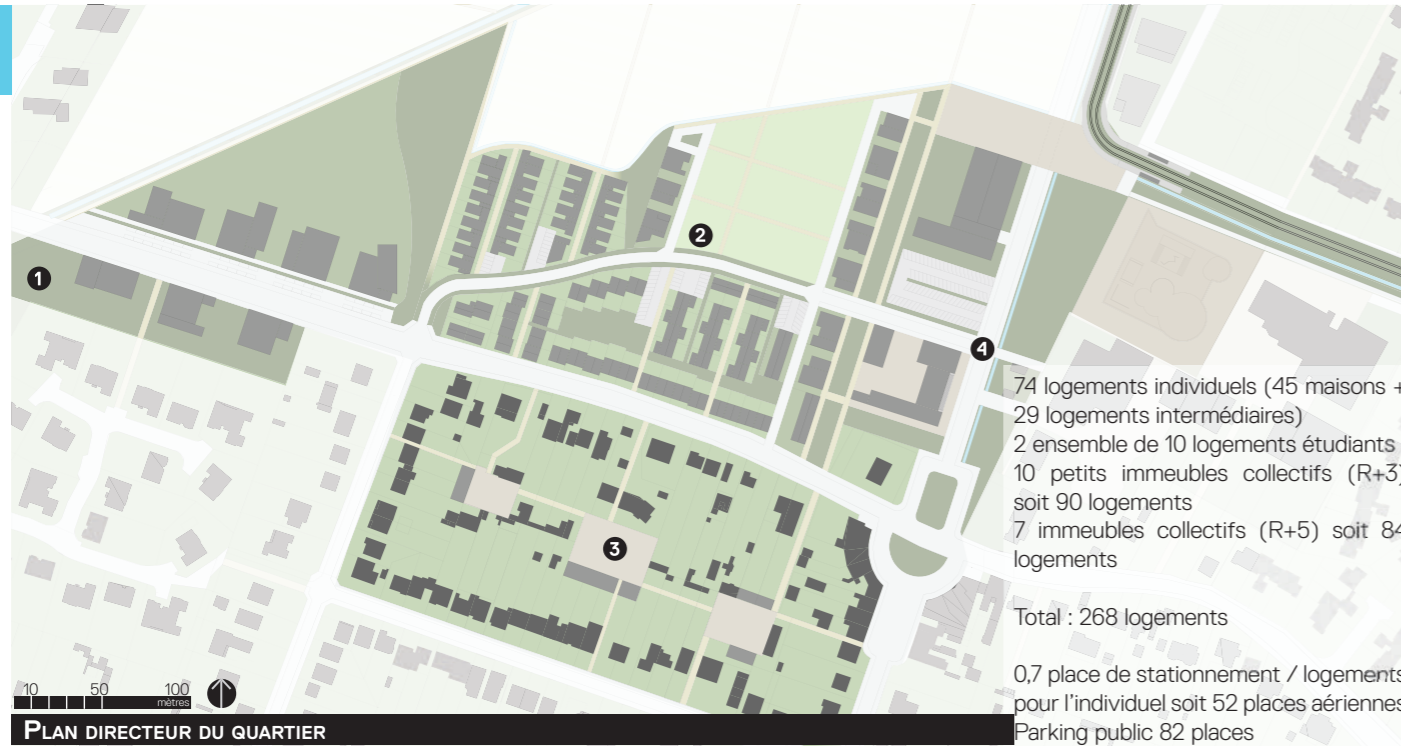 1
2
3
4
74 logements individuels (45 maisons +
29 logements intermédiaires)
2 ensemble de 10 logements étudiants
10 petits immeubles collectifs (R+3)
soit 90 logements
7 immeubles collectifs (R+5) soit 84
logements
Total : 268 logements
0,7 place de stationnement / logements
pour l'individuel soit 52 places aériennes
Parking public 82 places
10 50 100
mètres
PLAN DIRECTEUR DU QUARTIER